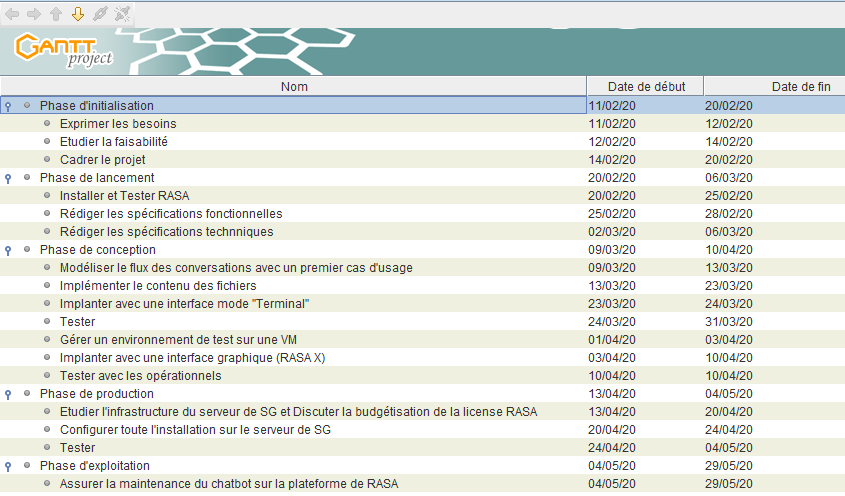 GANTT
project
Nom Date de début Date de fin
Phase d'initialisation 11/02/20 20/02/20
Exprimer les besoins 11/02/20 12/02/20
Etudier la faisabilité 12/02/20 14/02/20
Cadrer le projet 14/02/20 20/02/20
Phase de lancement 20/02/20 06/03/20
Installer et Tester RASA 20/02/20 25/02/20
Rédiger les spécifications fonctionnelles 25/02/20 28/02/20
Rédiger les spécifications technniques 02/03/20 06/03/20
Phase de conception 09/03/20 10/04/20
Modéliser le flux des conversations avec un premier cas d'usage 09/03/20 13/03/20
Implémenter le contenu des fichiers 13/03/20 23/03/20
Implanter avec une interface mode "Terminal" 23/03/20 24/03/20
Tester 24/03/20 31/03/20
Gérer un environnement de test sur une VM 01/04/20 03/04/20
Implanter avec une interface graphique (RASA X) 03/04/20 10/04/20
Tester avec les opérationnels 10/04/20 10/04/20
Phase de production 13/04/20 04/05/20
Etudier l'infrastructure du serveur de SG et Discuter la budgétisation de la license RASA 13/04/20 20/04/20
Configurer toute l'installation sur le serveur de SG 20/04/20 24/04/20
Tester 24/04/20 04/05/20
Phase d'exploitation 04/05/20 29/05/20
Assurer la maintenance du chatbot sur la plateforme de RASA 04/05/20 29/05/20